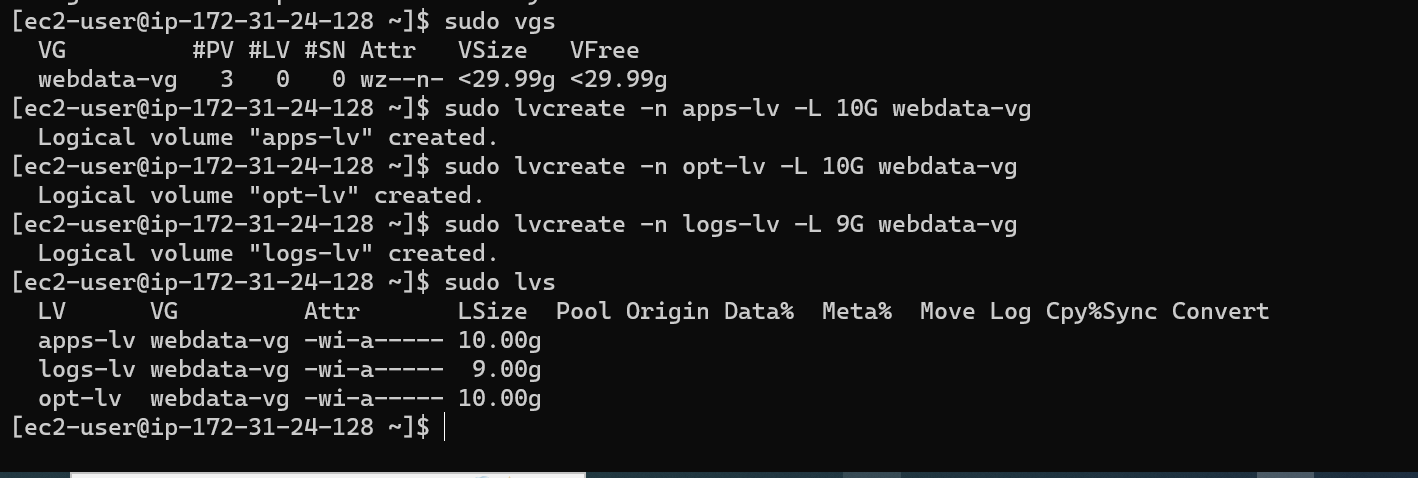 [ec2-user@ip-172-31-24-128 ~]$ sudo vgs
  VG         #PV #LV #SN Attr   VSize   VFree
  webdata-vg   3   0   0 wz--n- <29.99g <29.99g
[ec2-user@ip-172-31-24-128 ~]$ sudo lvcreate -n apps-lv -L 10G webdata-vg
  Logical volume "apps-lv" created.
[ec2-user@ip-172-31-24-128 ~]$ sudo lvcreate -n opt-lv -L 10G webdata-vg
  Logical volume "opt-lv" created.
[ec2-user@ip-172-31-24-128 ~]$ sudo lvcreate -n logs-lv -L 9G webdata-vg
  Logical volume "logs-lv" created.
[ec2-user@ip-172-31-24-128 ~]$ sudo lvs
  LV      VG         Attr       LSize  Pool Origin Data%  Meta%  Move Log Cpy%Sync Convert
  apps-lv webdata-vg -wi-a----- 10.00g
  logs-lv webdata-vg -wi-a-----  9.00g
  opt-lv  webdata-vg -wi-a----- 10.00g
[ec2-user@ip-172-31-24-128 ~]$